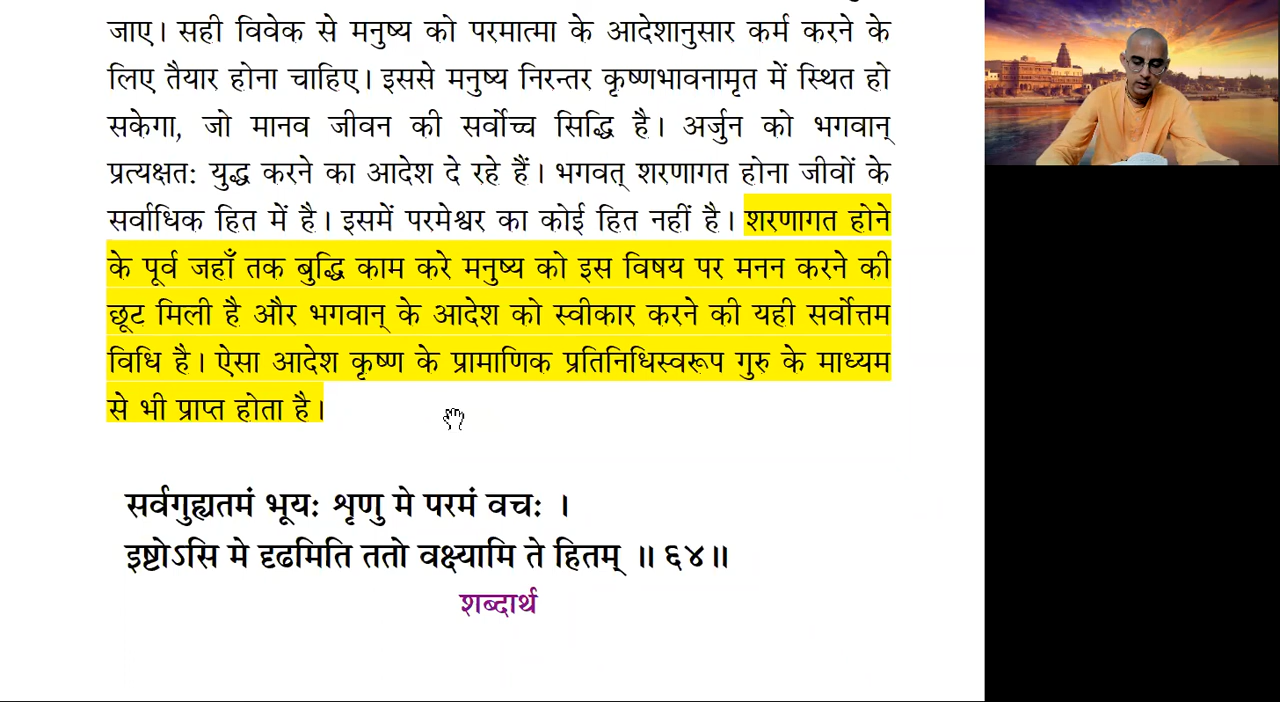 जाए। सही विवेक से मनुष्य को परमात्मा के आदेशानुसार कर्म करने के
लिए तैयार होना चाहिए। इससे मनुष्य निरन्तर कृष्णभावनामृत में स्थित हो
सकेगा, जो मानव जीवन की सर्वोच्च सिद्धि है। अर्जुन को भगवान्
प्रत्यक्षतः युद्ध करने का आदेश दे रहे हैं। भगवत् शरणागत होना जीवों के
सर्वाधिक हित में है। इसमें परमेश्वर का कोई हित नहीं है। शरणागत होने
के पूर्व जहाँ तक बुद्धि काम करे मनुष्य को इस विषय पर मनन करने की
छूट मिली है और भगवान् के आदेश को स्वीकार करने की यही सर्वोत्तम
विधि है। ऐसा आदेश कृष्ण के प्रामाणिक प्रतिनिधिस्वरूप गुरु के माध्यम
से भी प्राप्त होता है।
सर्वगुह्यतमं भूयः शृणु मे परमं वचः ।
इष्टोऽसि मे दृढमिति ततो वक्ष्यामि ते हितम् ॥ ६४॥
शब्दार्थ